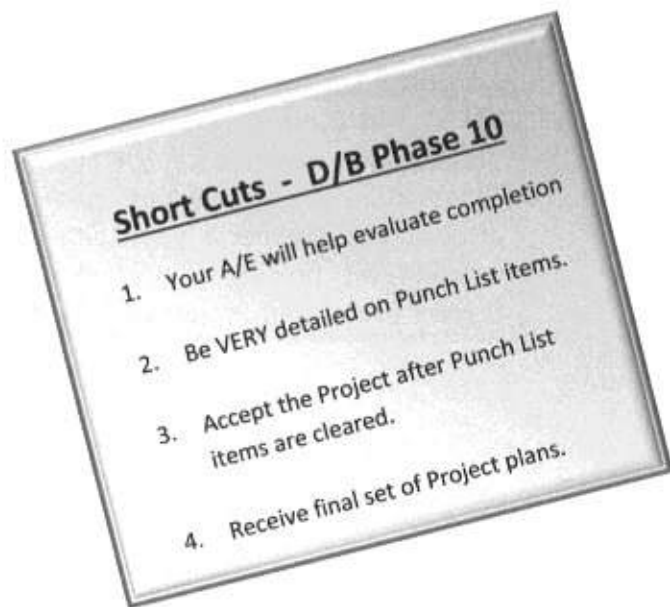 Short Cuts - D/B Phase 10
1. Your A/E will help evaluate completion
2. Be VERY detailed on Punch List items.
3. Accept the Project after Punch List
items are cleared.
4. Receive final set of Project plans.